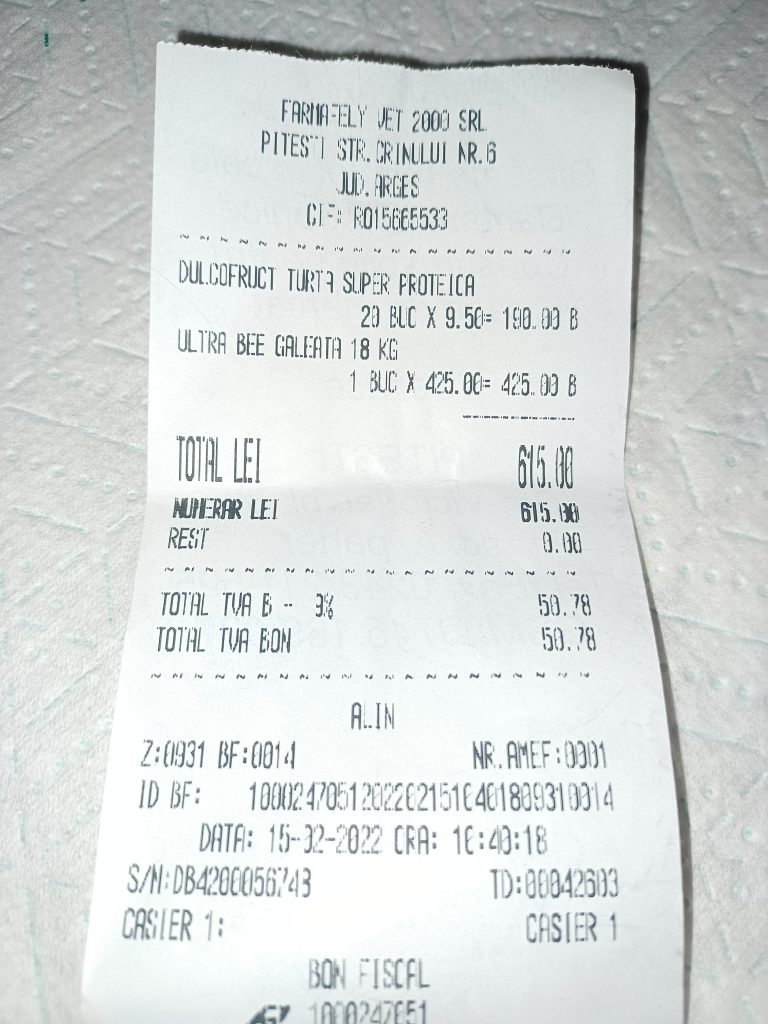 FARMA-FELY VET 2000 SRL
PITESTI STR.CRINULUI NR.6
JUD.ARGES
CIF: RO15665533
DULCOFRUCT TURTA SUPER PROTEICA
20 BUC X 9.50= 190.00 B
ULTRA BEE GALEATA 18 KG
1 BUC X 425.00= 425.00 B
TOTAL LEI 615.00
NUMERAR LEI 615.00
REST 0.00
TOTAL TVA B - 9% 50.78
TOTAL TVA BON 50.78
ALIN
Z:0931 BF:0014 NR.AMEF:0001
ID BF: 10002470512022021516401809310014
DATA: 15-02-2022 ORA: 16:40:18
S/N:DB4200056743 TD:00042603
CASIER 1: CASIER 1
BON FISCAL